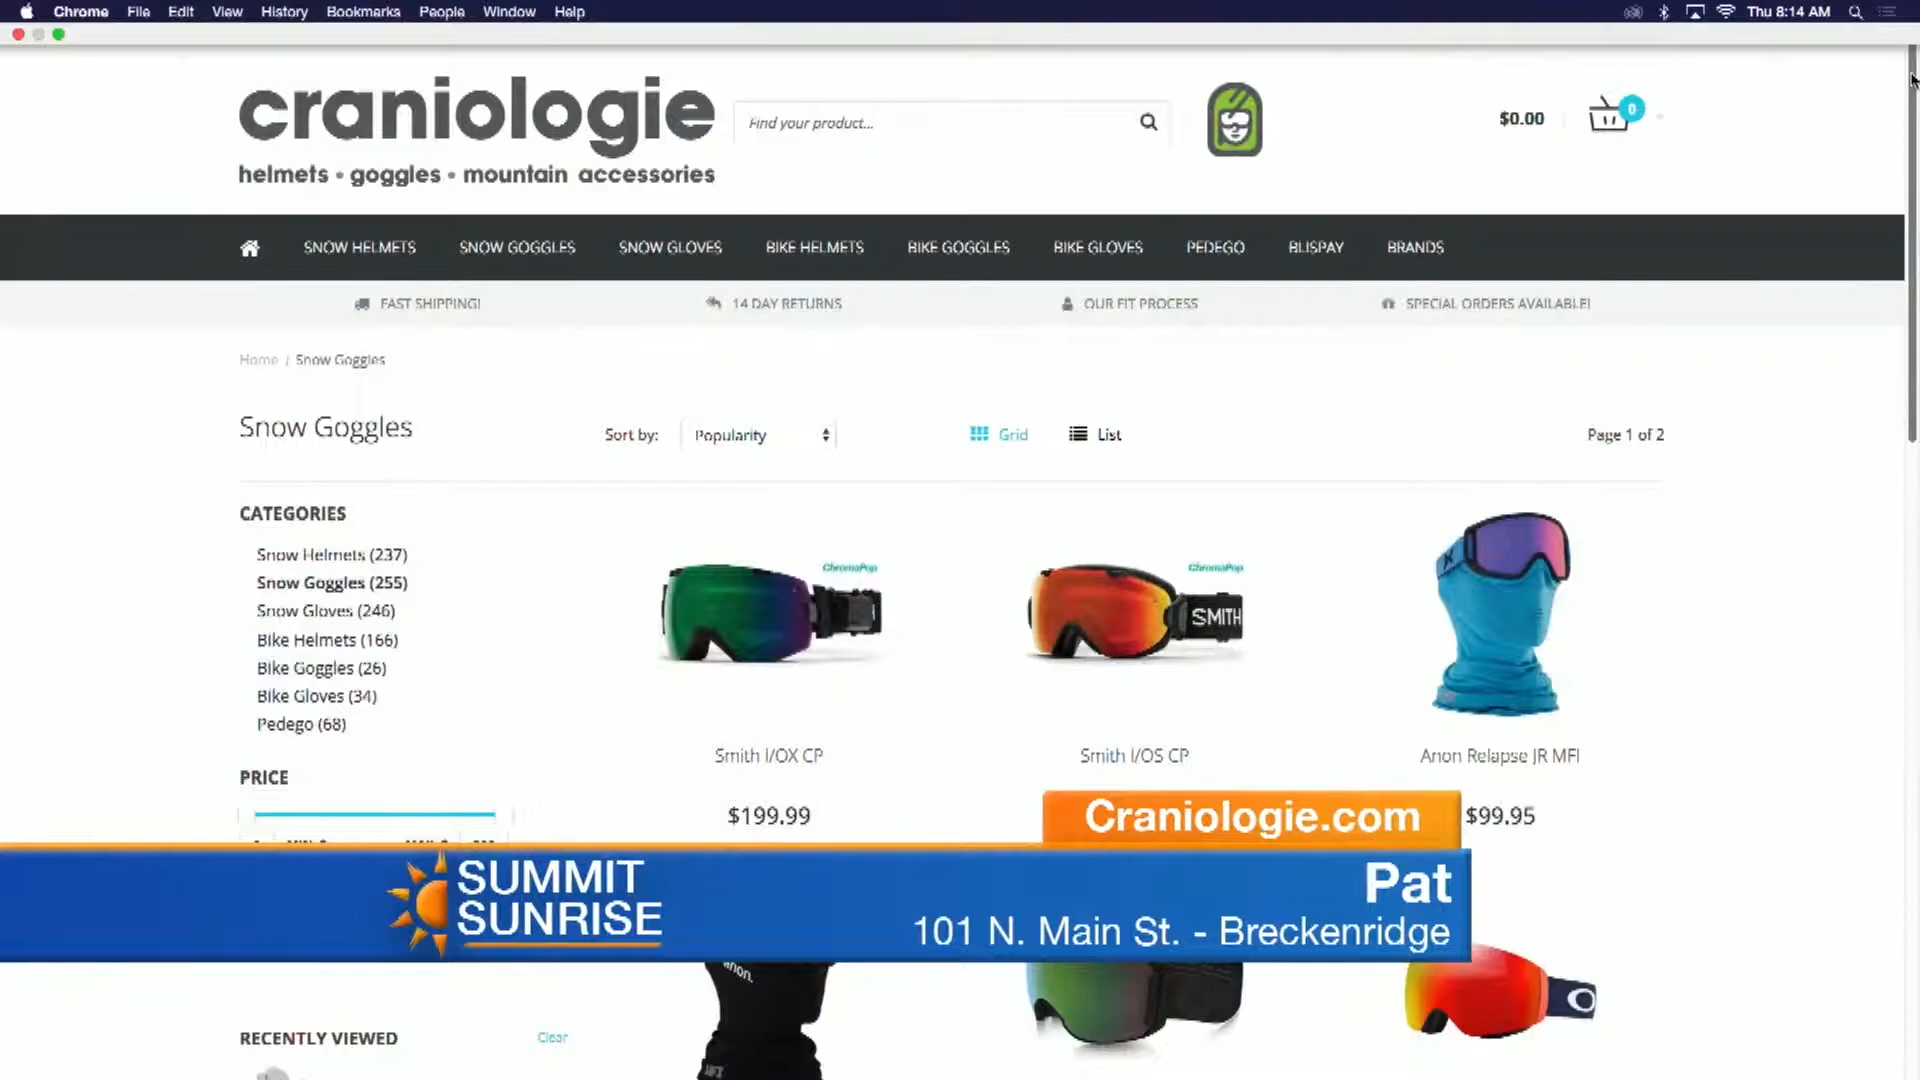 Chrome File Edit View History Bookmarks People Window Help
Thu 8:14 AM
craniologie
helmets • goggles • mountain accessories
Find your product...
$0.00
0
SNOW HELMETS SNOW GOGGLES SNOW GLOVES BIKE HELMETS BIKE GOGGLES BIKE GLOVES PEDEGO BLISPAY BRANDS
FAST SHIPPING! 14 DAY RETURNS OUR FIT PROCESS SPECIAL ORDERS AVAILABLE!
Home / Snow Goggles
Snow Goggles
Sort by: Popularity
Grid List
Page 1 of 2
CATEGORIES
Snow Helmets (237)
Snow Goggles (255)
Snow Gloves (246)
Bike Helmets (166)
Bike Goggles (26)
Bike Gloves (34)
Pedego (68)
PRICE
ChromaPop
ChromaPop
SMITH
Smith I/OX CP
Smith I/OS CP
Anon Relapse JR MFI
$199.99
$99.95
Craniologie.com
SUMMIT
SUNRISE
Pat
101 N. Main St. - Breckenridge
anon.
RECENTLY VIEWED
Clear